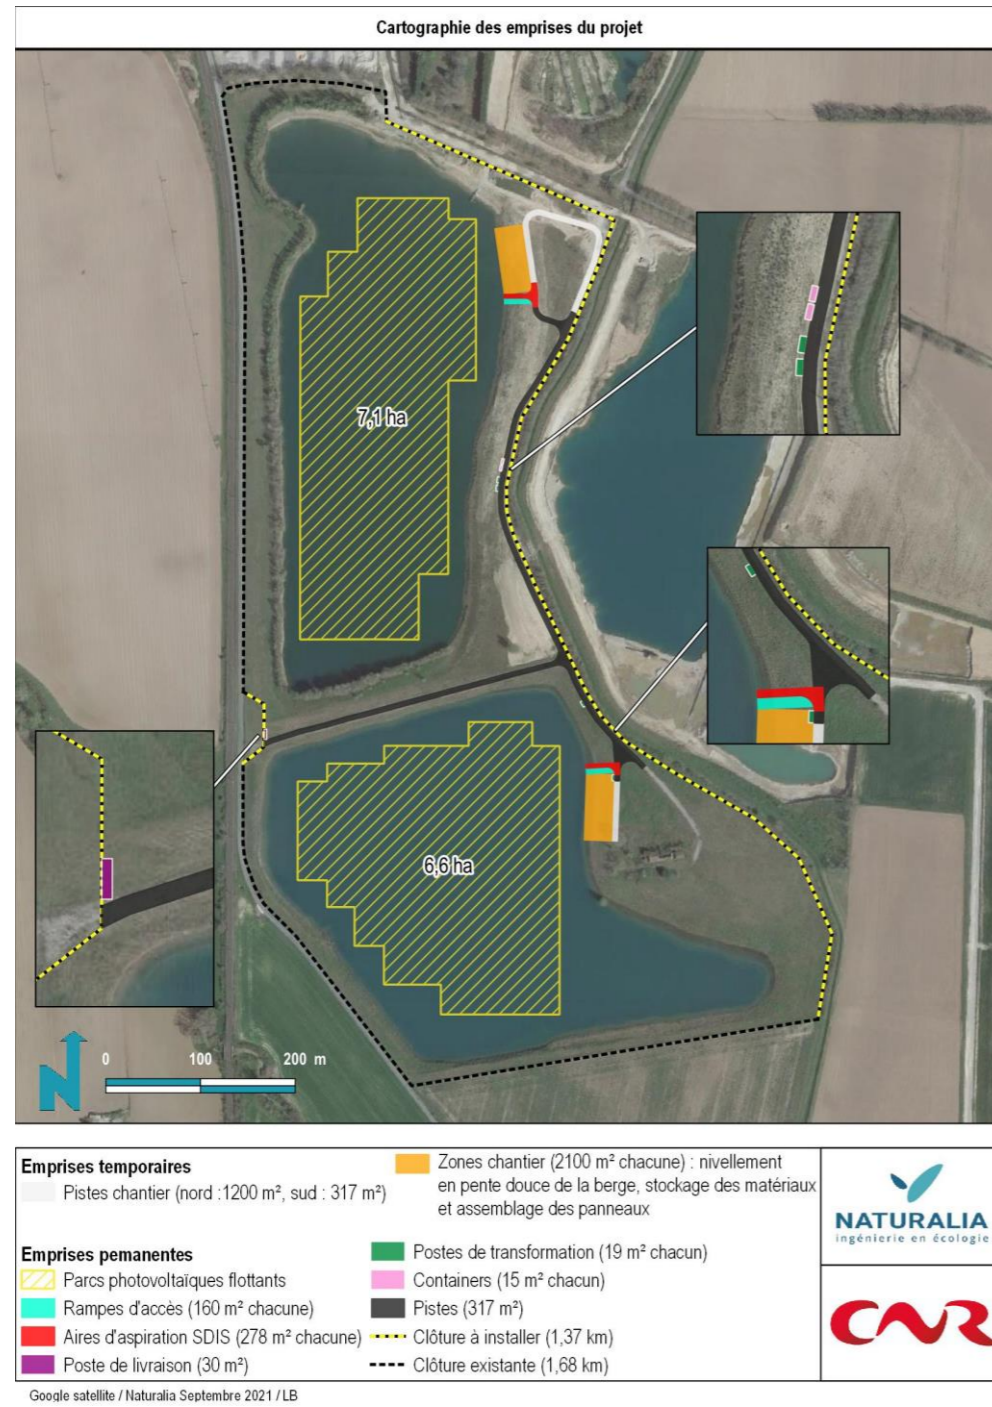 Cartographie des emprises du projet
7,1 ha
6,6 ha
N
0 100 200 m
Emprises temporaires
Pistes chantier (nord :1200 m², sud : 317 m²)
Zones chantier (2100 m² chacune) : nivellement
en pente douce de la berge, stockage des matériaux
et assemblage des panneaux
Emprises pemanentes
Parcs photovoltaïques flottants
Rampes d'accès (160 m² chacune)
Aires d'aspiration SDIS (278 m² chacune)
Poste de livraison (30 m²)
Postes de transformation (19 m² chacun)
Containers (15 m² chacun)
Pistes (317 m²)
Clôture à installer (1,37 km)
Clôture existante (1,68 km)
NATURALIA
ingénierie en écologie
CNR
Google satellite / Naturalia Septembre 2021 / LB